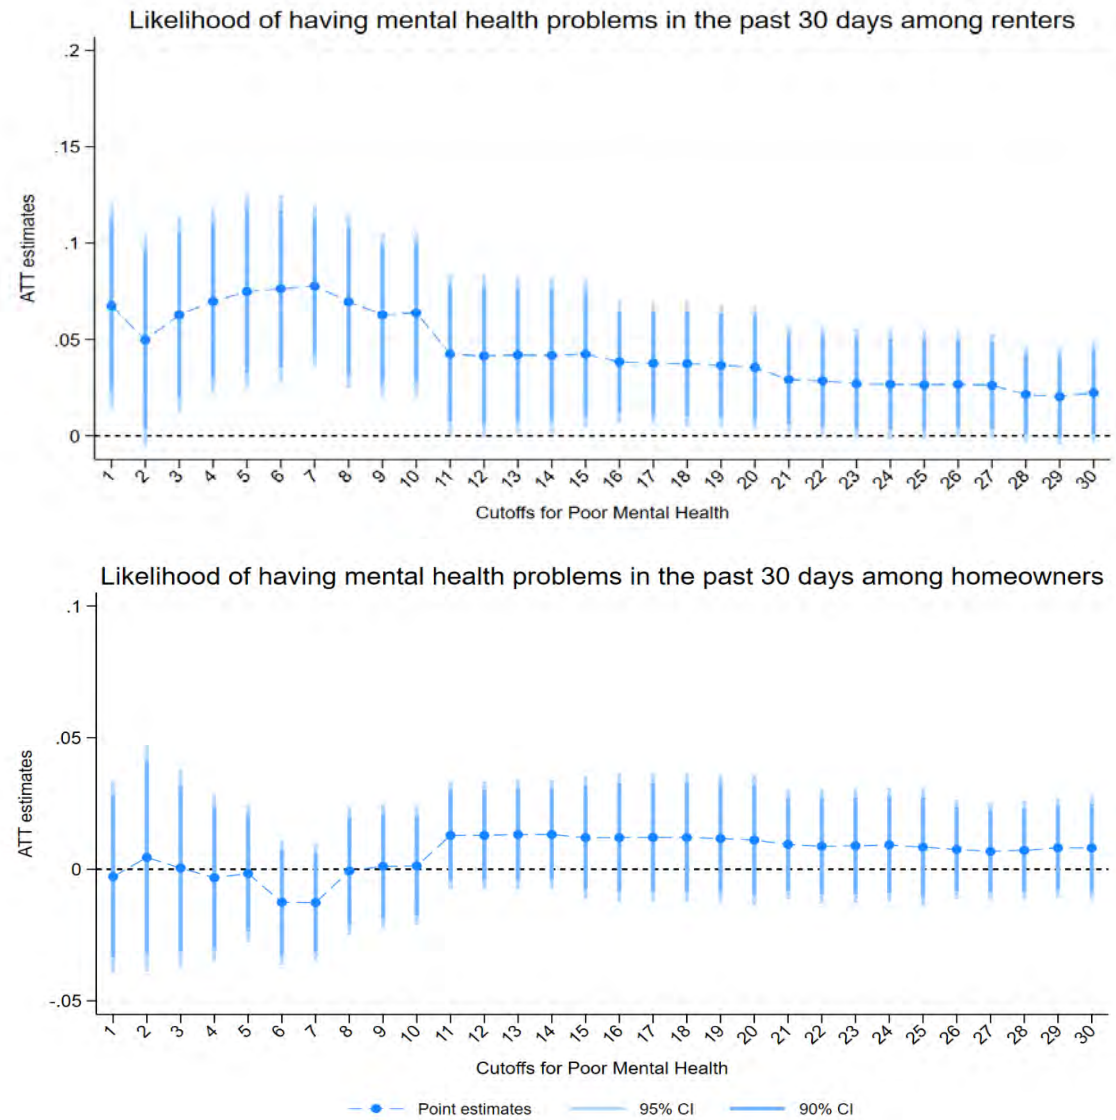 Likelihood of having mental health problems in the past 30 days among renters
.2
.15
.1
.05
0
ATT estimates
1 2 3 4 5 6 7 8 9 10 11 12 13 14 15 16 17 18 19 20 21 22 23 24 25 26 27 28 29 30
Cutoffs for Poor Mental Health
Likelihood of having mental health problems in the past 30 days among homeowners
.1
.05
0
-.05
ATT estimates
1 2 3 4 5 6 7 8 9 10 11 12 13 14 15 16 17 18 19 20 21 22 23 24 25 26 27 28 29 30
Cutoffs for Poor Mental Health
Point estimates 95% CI 90% CI